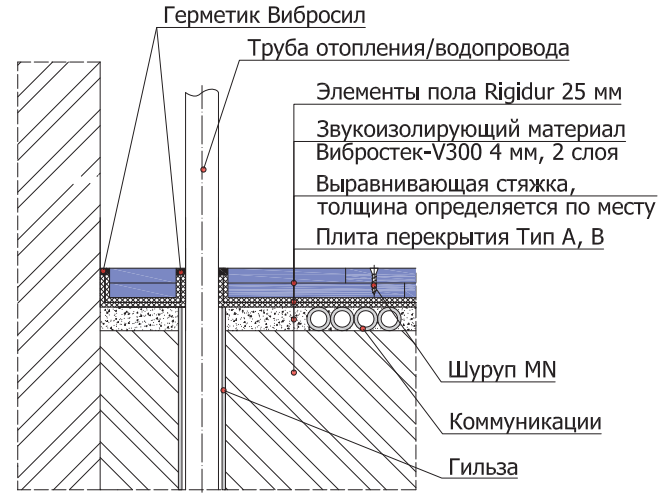 Герметик Вибросил
Труба отопления/водопровода
Элементы пола Rigidur 25 мм
Звукоизолирующий материал
Вибростек-V300 4 мм, 2 слоя
Выравнивающая стяжка,
толщина определяется по месту
Плита перекрытия Тип А, В
Шуруп MN
Коммуникации
Гильза